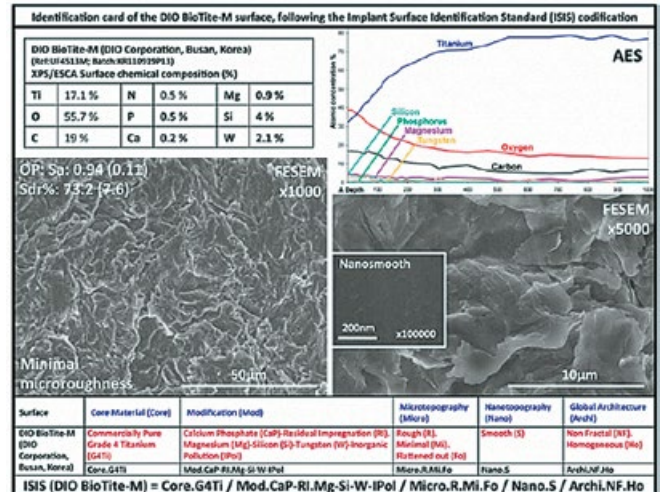 Identification card of the DIO BioTite-M surface, following the Implant Surface Identification Standard (ISIS) codification
DIO BioTite-M (DIO Corporation, Busan, Korea)
XPS/ESCA Surface chemical composition (%)
Ti 17.1 % N 0.5 % Mg 0.9 %
O 55.7 % P 0.5 % Si 4 %
C 19 % Ca 0.2 % W 2.1 %
Atomic concentration %
AES
Titanium
Silicon
Phosphorus
Magnesium
Tungsten
Oxygen
Carbon
Å Depth
OP: Sa: 0.94 (0.11)
Sdr%: 73.2 (7.6)
FESEM
x1000
Minimal
microroughness
50µm
FESEM
x5000
Nanosmooth
200nm x100000
10µm
Surface Core Material (Core) Modification (Mod) Microtopography (Micro) Nanotopography (Nano) Global Architecture (Archi)
DIO BioTite-M (DIO Corporation, Busan, Korea)
Commercially Pure Grade 4 Titanium (G4Ti)
Calcium Phosphate (CaP)-Residual Impregnation (RI), Magnesium (Mg)-Silicon (Si)-Tungsten (W)-Inorganic Pollution (IPol)
Rough (R), Minimal (Mi), Flattened out (Fo)
Smooth (S)
Non Fractal (NF), Homogeneous (Ho)
Core.G4Ti Mod.CaP-RI.Mg-Si-W-IPol Micro.R.Mi.Fo Nano.S Archi.NF.Ho
ISIS (DIO BioTite-M) = Core.G4Ti / Mod.CaP-RI.Mg-Si-W-IPol / Micro.R.Mi.Fo / Nano.S / Archi.NF.Ho